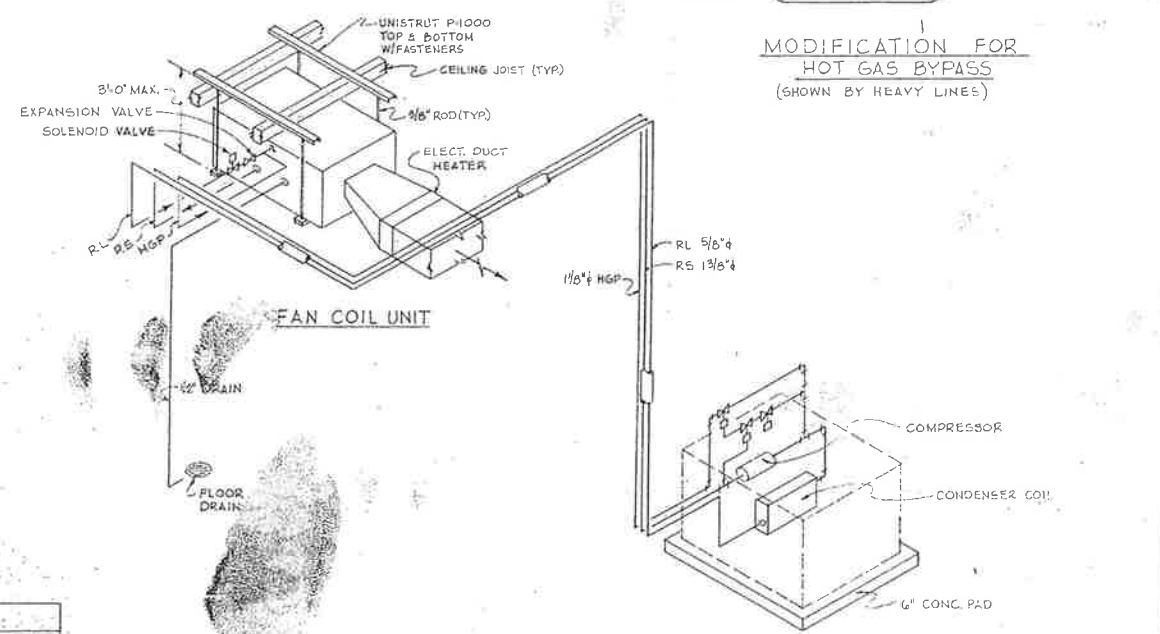 MODIFICATION FOR
HOT GAS BYPASS
(SHOWN BY HEAVY LINES)
UNISTRUT P-1000
TOP & BOTTOM
W/FASTENERS
CEILING JOIST (TYP.)
3'-0" MAX.
EXPANSION VALVE
SOLENOID VALVE
3/8" ROD (TYP.)
ELECT. DUCT
HEATER
RL
RS
HGP
RL 5/8"ɸ
RS 1 3/8"ɸ
1 1/8"ɸ HGP
FAN COIL UNIT
DRAIN
COMPRESSOR
CONDENSER COIL
FLOOR
DRAIN
6" CONC. PAD